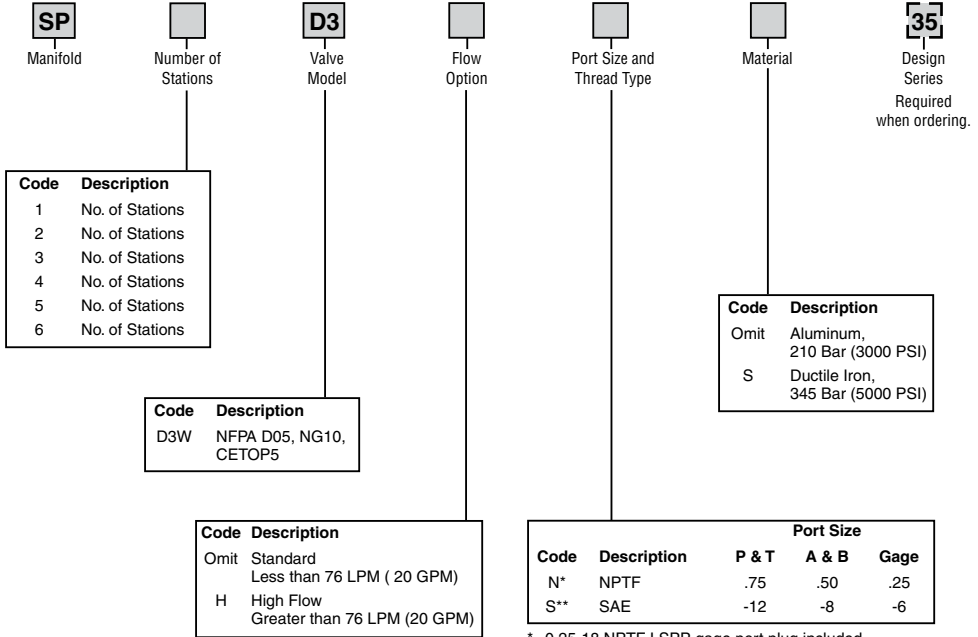 SP
D3
35
Manifold
Number of
Stations
Valve
Model
Flow
Option
Port Size and
Thread Type
Material
Design
Series
Required
when ordering.
Code Description
1 No. of Stations
2 No. of Stations
3 No. of Stations
4 No. of Stations
5 No. of Stations
6 No. of Stations
Code Description
Omit Aluminum,
210 Bar (3000 PSI)
S Ductile Iron,
345 Bar (5000 PSI)
Code Description
D3W NFPA D05, NG10,
CETOP5
Code Description
Omit Standard
Less than 76 LPM ( 20 GPM)
H High Flow
Greater than 76 LPM (20 GPM)
Port Size
Code Description P & T A & B Gage
N* NPTF .75 .50 .25
S** SAE -12 -8 -6